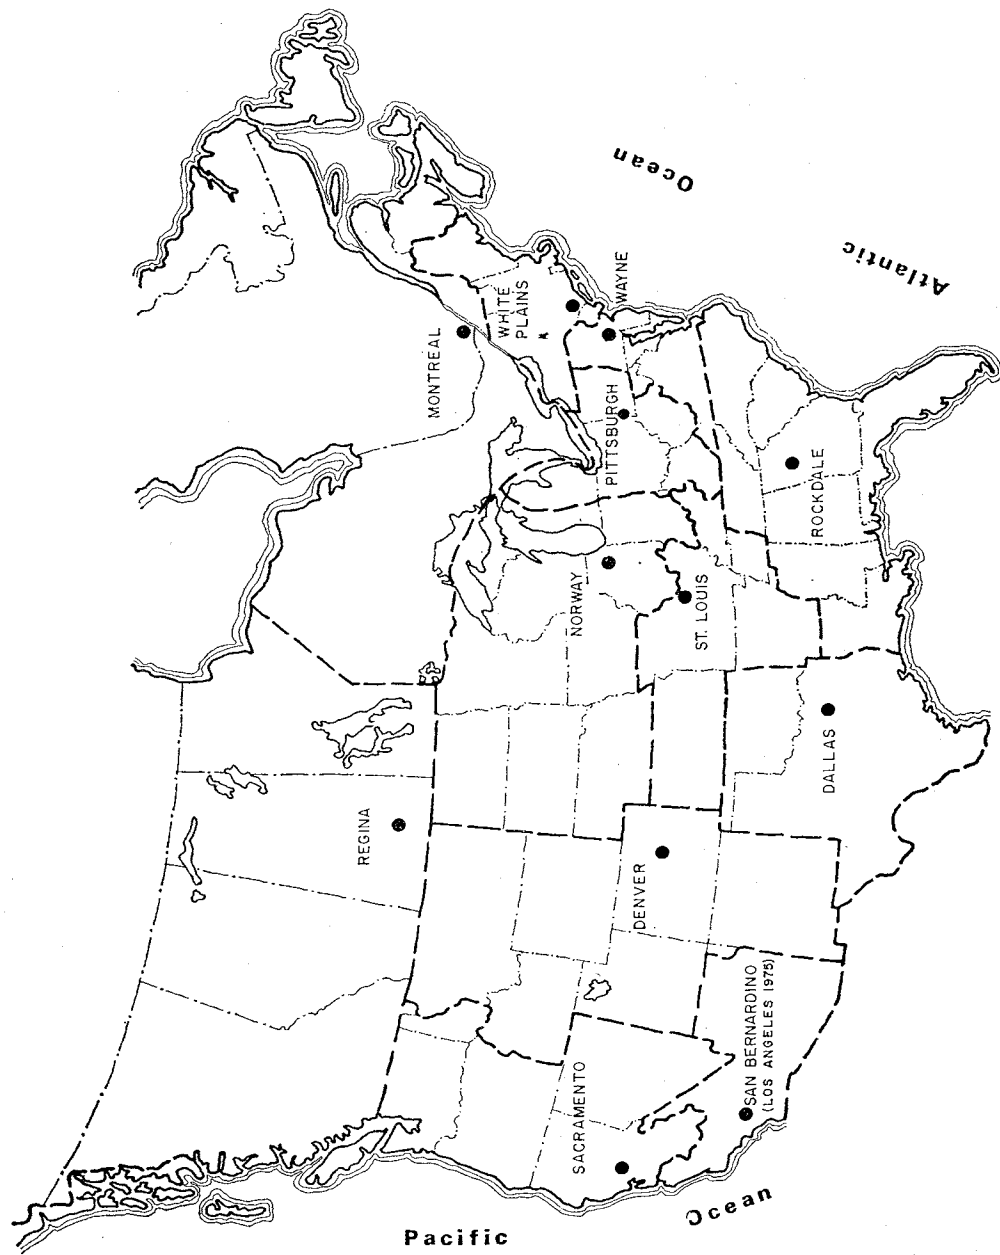 Ocean
Atlantic
WHITE
PLAINS
WAYNE
MONTREAL
PITTSBURGH
ROCKDALE
NORWAY
ST. LOUIS
DALLAS
REGINA
DENVER
SAN BERNARDINO
(LOS ANGELES 1975)
SACRAMENTO
Pacific
Ocean